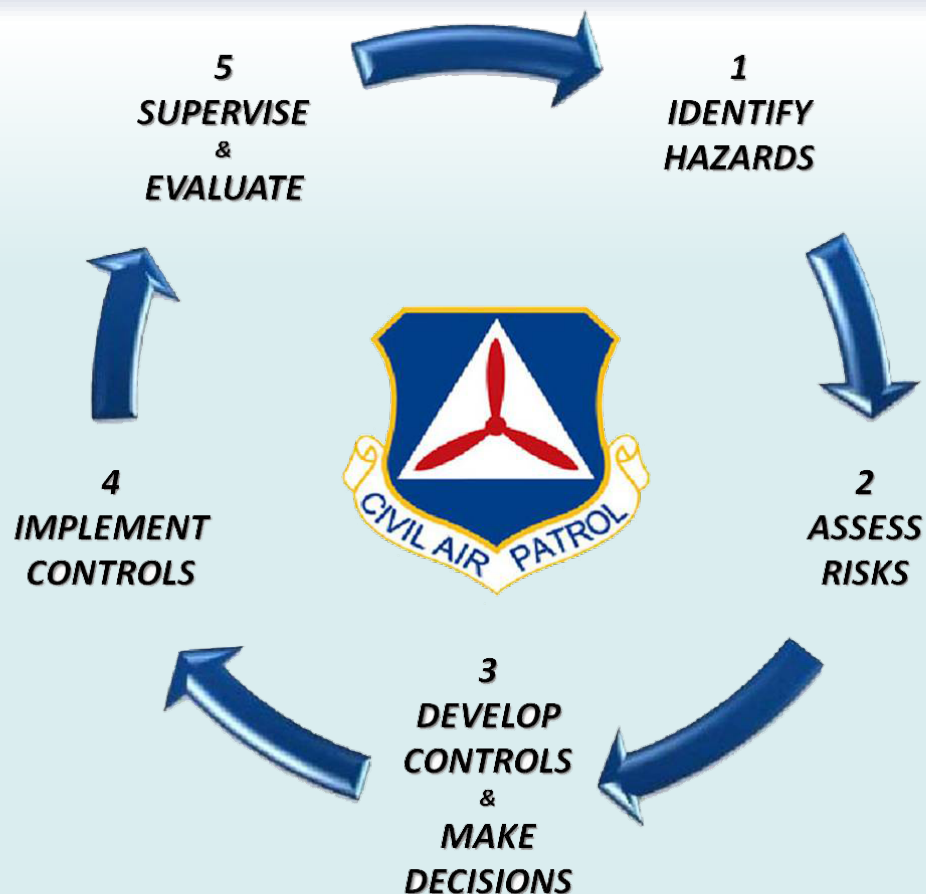 1
IDENTIFY
HAZARDS
2
ASSESS
RISKS
3
DEVELOP
CONTROLS
&
MAKE
DECISIONS
4
IMPLEMENT
CONTROLS
5
SUPERVISE
&
EVALUATE
CIVIL AIR PATROL